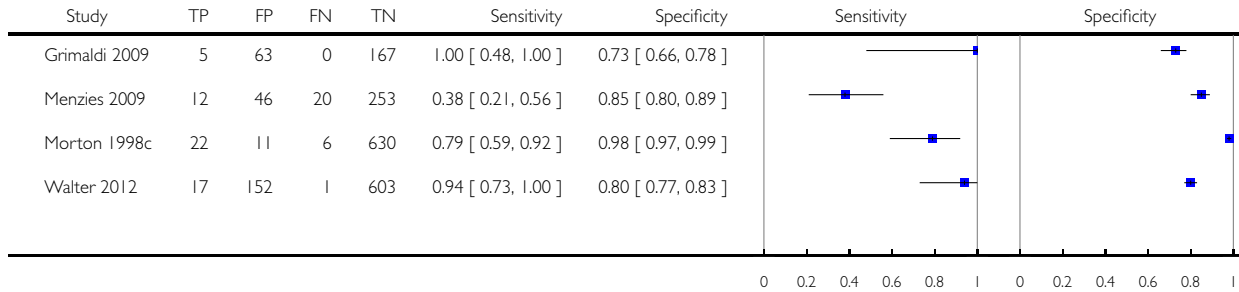 Study TP FP FN TN Sensitivity Specificity Sensitivity Specificity
Grimaldi 2009 5 63 0 167 1.00 [ 0.48, 1.00 ] 0.73 [ 0.66, 0.78 ]
Menzies 2009 12 46 20 253 0.38 [ 0.21, 0.56 ] 0.85 [ 0.80, 0.89 ]
Morton 1998c 22 11 6 630 0.79 [ 0.59, 0.92 ] 0.98 [ 0.97, 0.99 ]
Walter 2012 17 152 1 603 0.94 [ 0.73, 1.00 ] 0.80 [ 0.77, 0.83 ]
0 0.2 0.4 0.6 0.8 1 0 0.2 0.4 0.6 0.8 1